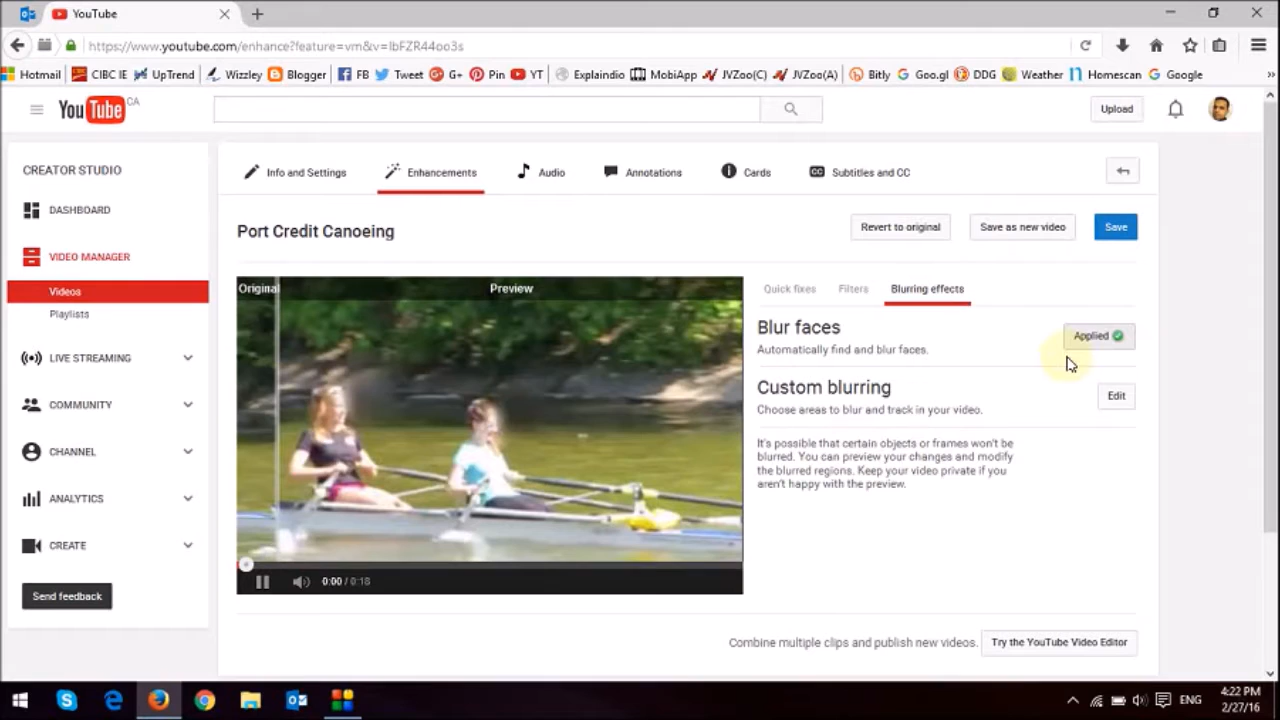 YouTube
https://www.youtube.com/enhance?feature=vm&v=lbFZR44oo3s
Hotmail CIBC IE UpTrend Wizzley Blogger FB Tweet G+ Pin YT Explaindio MobiApp JVZoo(C) JVZoo(A) Bitly Goo.gl DDG Weather Homescan Google »
YouTube CA Upload
CREATOR STUDIO
DASHBOARD
VIDEO MANAGER
Videos
Playlists
LIVE STREAMING
COMMUNITY
CHANNEL
ANALYTICS
CREATE
Send feedback
Info and Settings Enhancements Audio Annotations Cards CC Subtitles and CC
Port Credit Canoeing Revert to original Save as new video Save
Original Preview
0:00 / 0:18
Quick fixes Filters Blurring effects
Blur faces Applied
Automatically find and blur faces.
Custom blurring Edit
Choose areas to blur and track in your video.
It's possible that certain objects or frames won't be
blurred. You can preview your changes and modify
the blurred regions. Keep your video private if you
aren't happy with the preview.
Combine multiple clips and publish new videos. Try the YouTube Video Editor
ENG 4:22 PM
2/27/16